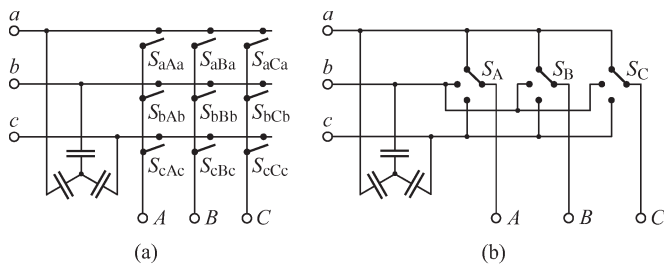 a
S_aAa S_aBa S_aCa
b
S_bAb S_bBb S_bCb
c
S_cAc S_cBc S_cCc
A B C
(a)
a
b
S_A S_B S_C
c
A B C
(b)